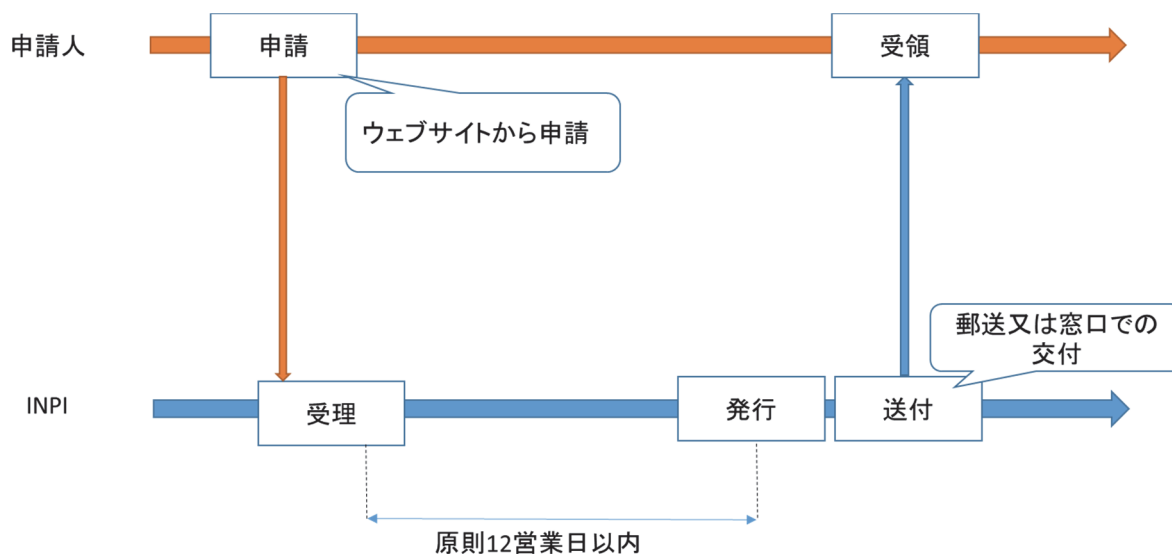 申請人
申請
受領
ウェブサイトから申請
郵送又は窓口での
交付
INPI
受理
発行
送付
原則12営業日以内